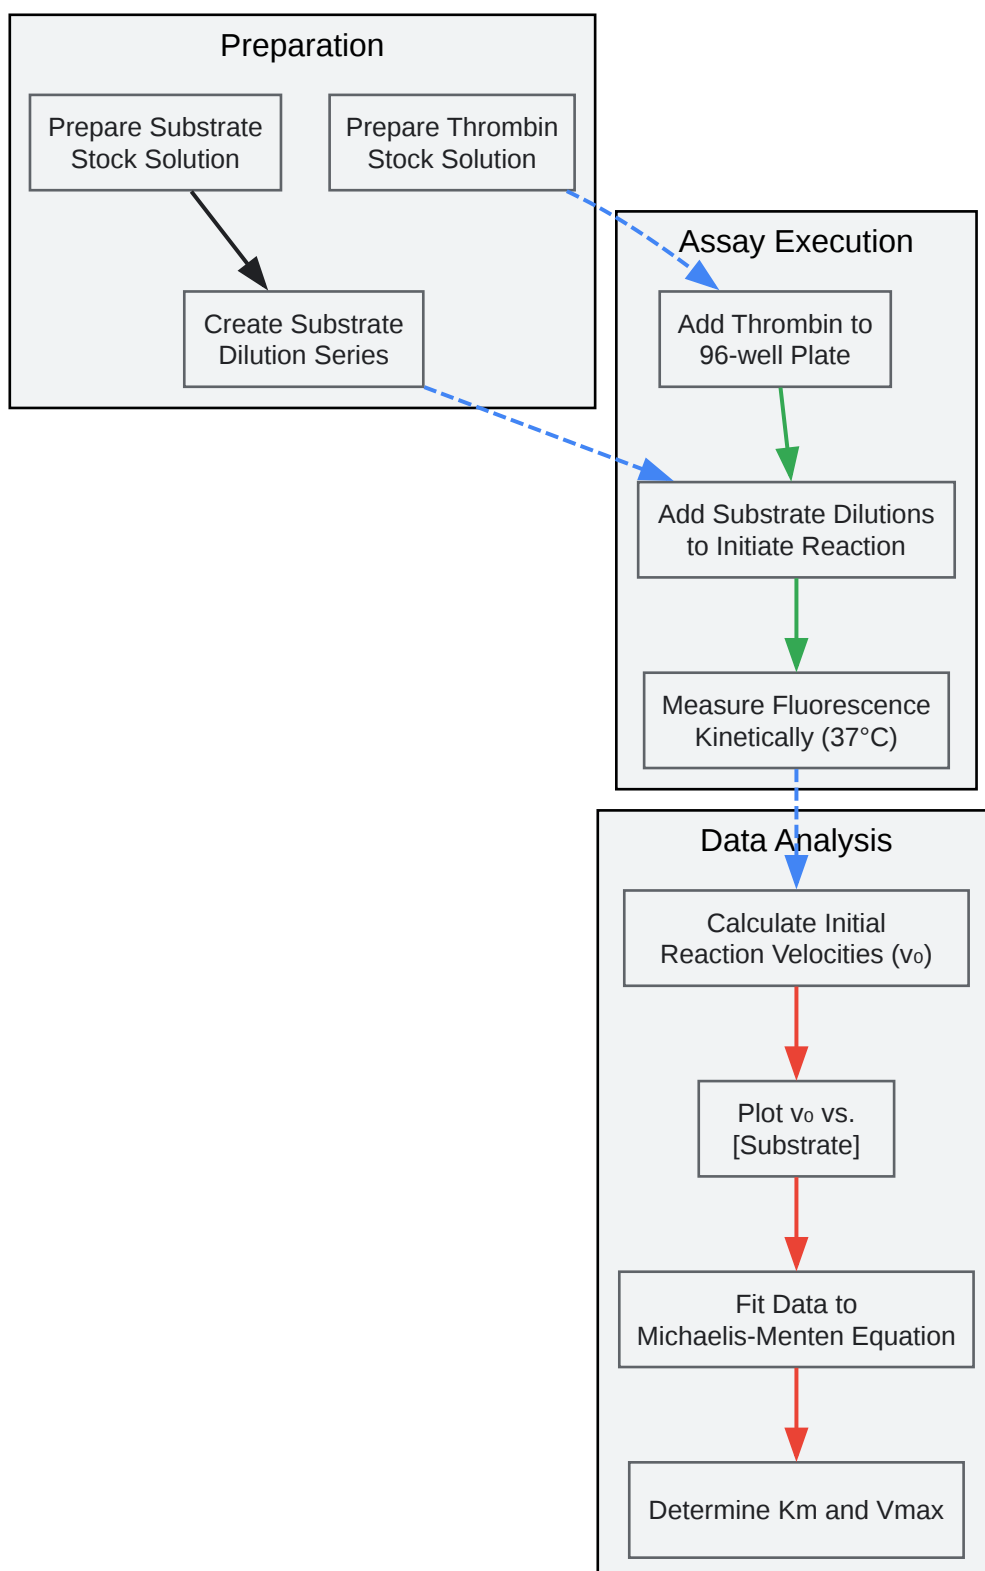 Preparation
Prepare Substrate
Stock Solution
Prepare Thrombin
Stock Solution
Create Substrate
Dilution Series
Assay Execution
Add Thrombin to
96-well Plate
Add Substrate Dilutions
to Initiate Reaction
Measure Fluorescence
Kinetically (37°C)
Data Analysis
Calculate Initial
Reaction Velocities (v₀)
Plot v₀ vs.
[Substrate]
Fit Data to
Michaelis-Menten Equation
Determine Km and Vmax